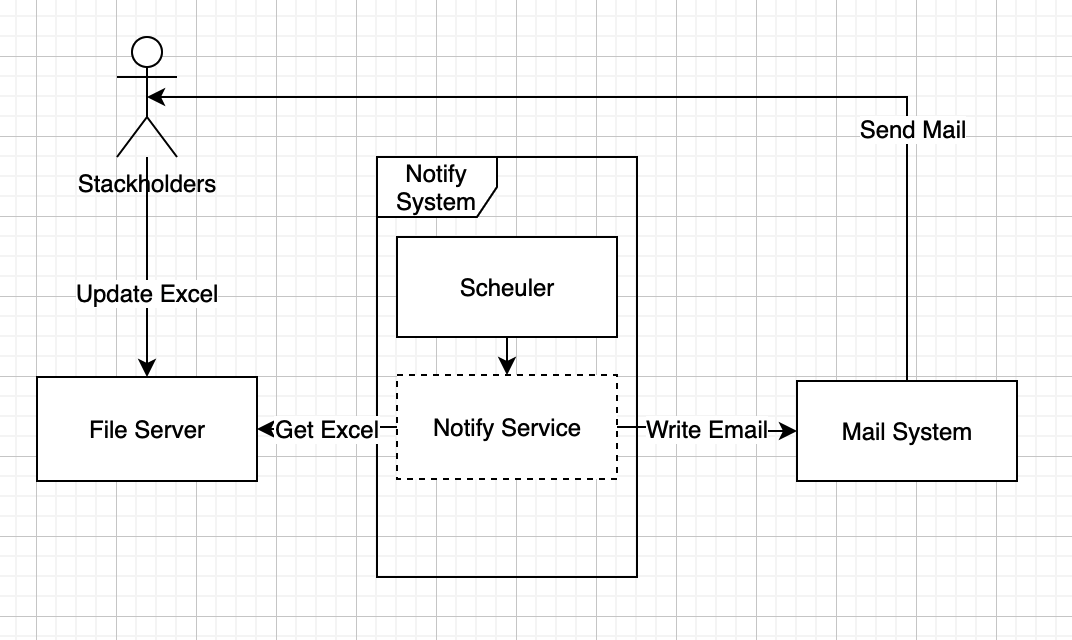 Send Mail
Notify
System
Stackholders
Scheuler
Update Excel
File Server
Get Excel
Notify Service
Write Email
Mail System